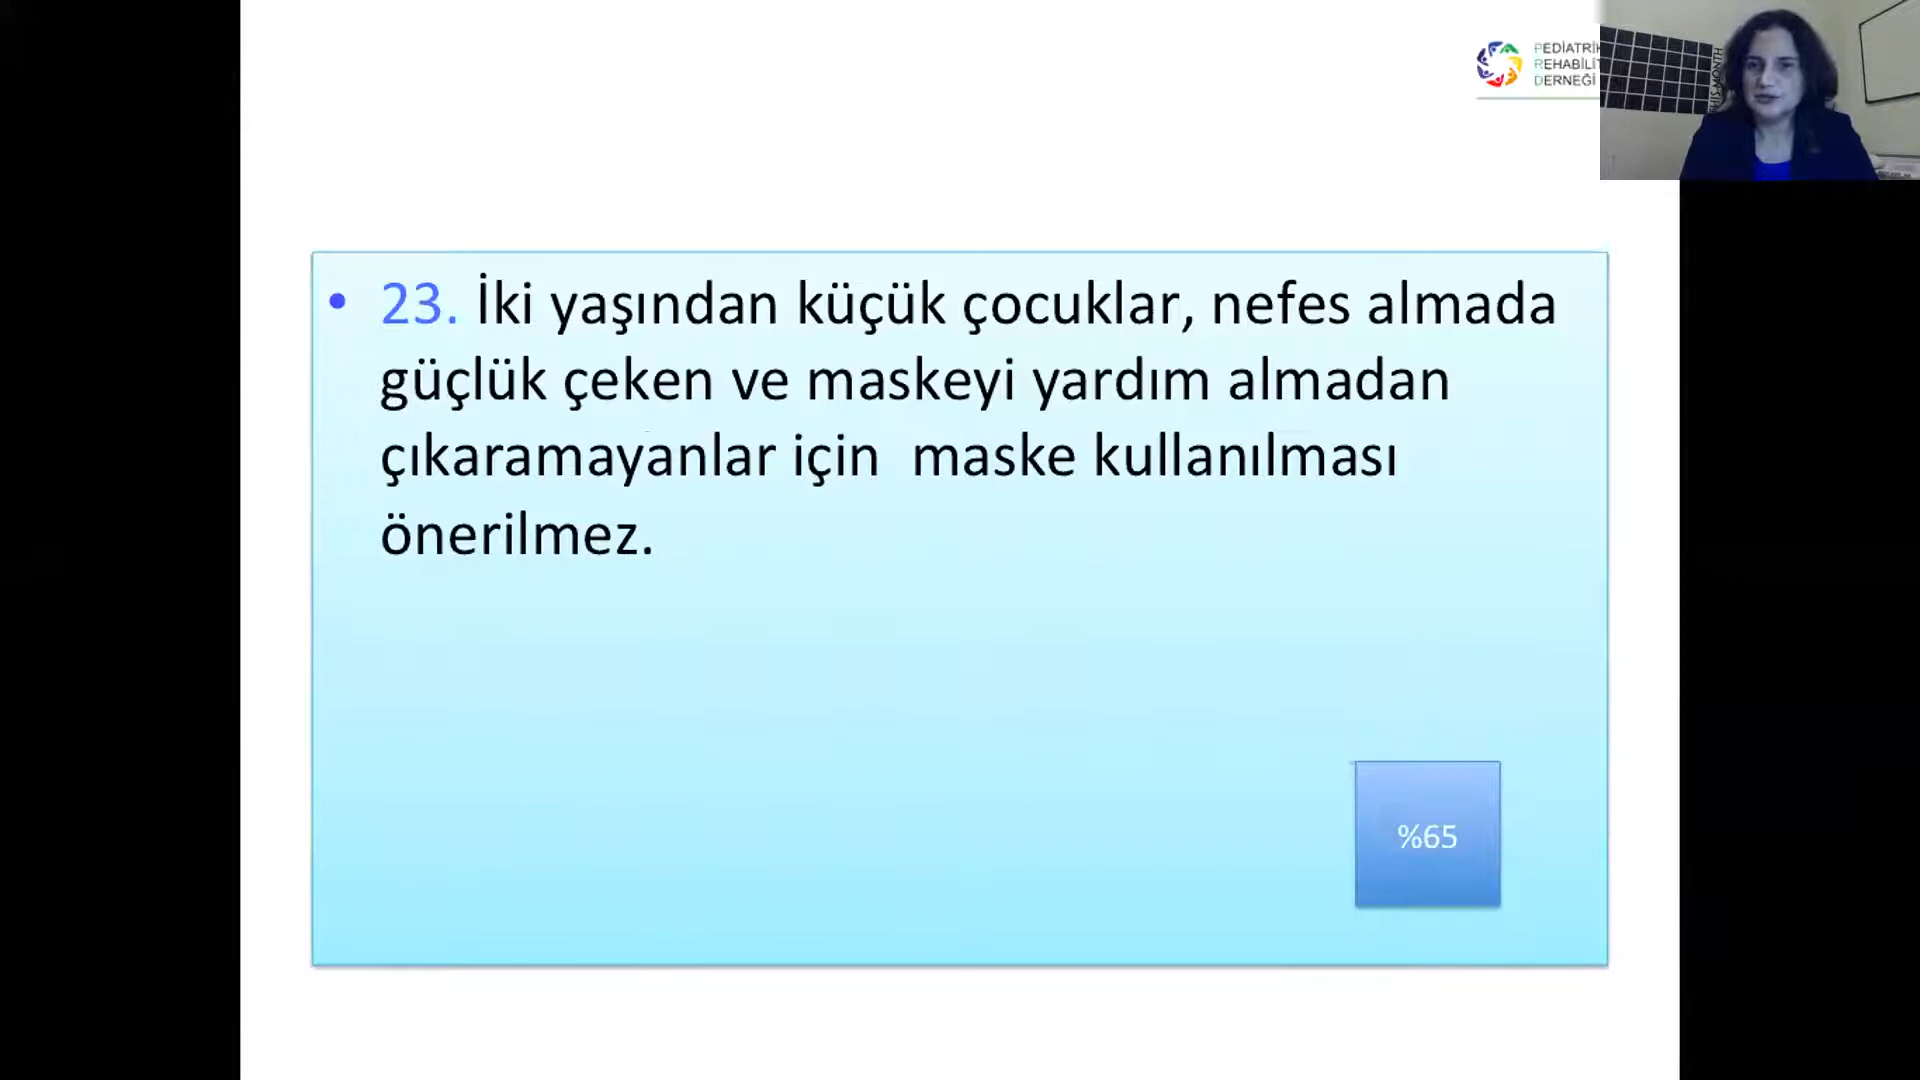 PEDİATRİK
REHABİLİT
DERNEĞİ
• 23. İki yaşından küçük çocuklar, nefes almada
güçlük çeken ve maskeyi yardım almadan
çıkaramayanlar için maske kullanılması
önerilmez.
%65